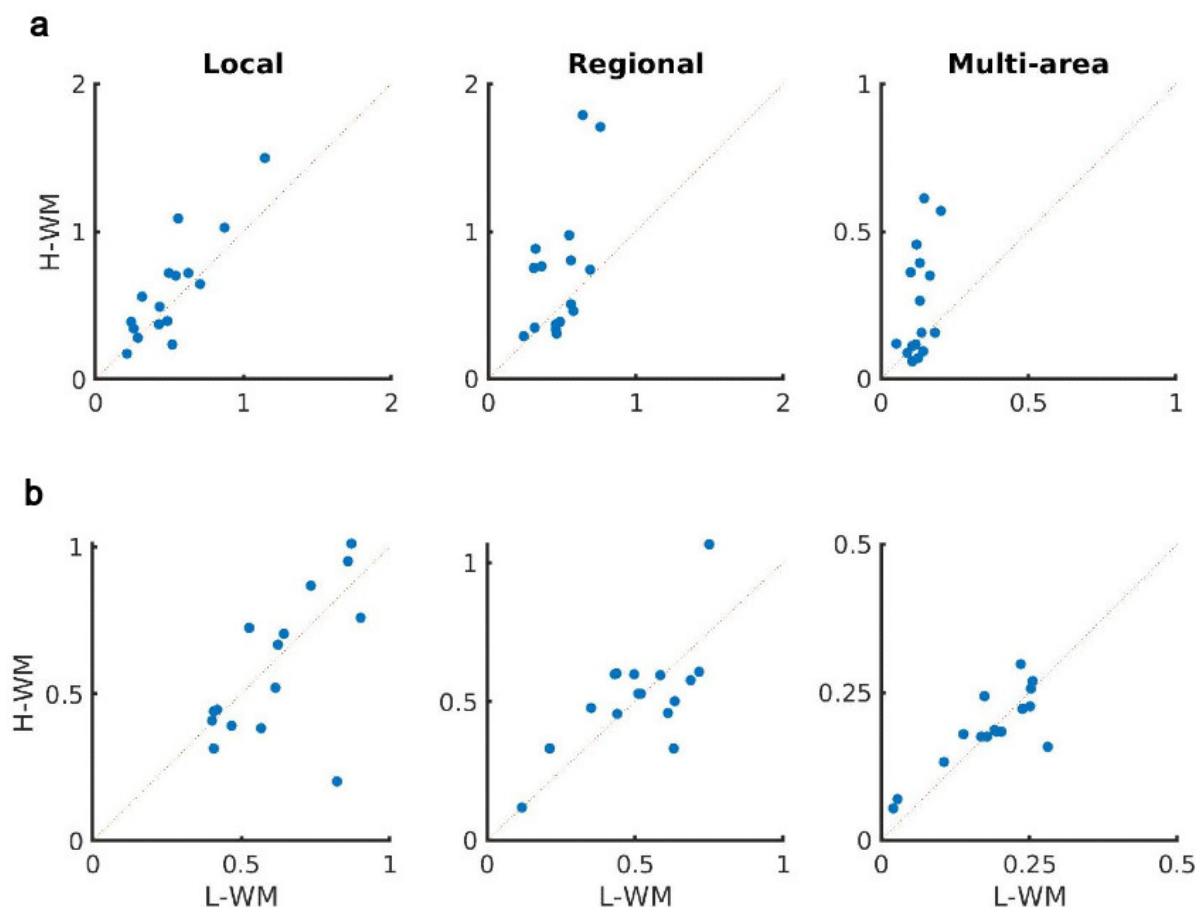 a
Local Regional Multi-area
2 2 1
H-WM 1 1 0.5
0 0 0
0 1 2 0 1 2 0 0.5 1
b
1 1 0.5
H-WM 0.5 0.5 0.25
0 0 0
0 0.5 1 0 0.5 1 0 0.25 0.5
L-WM L-WM L-WM